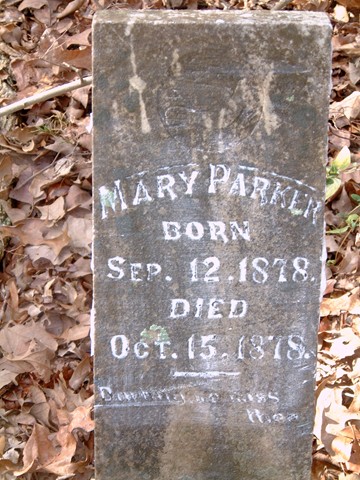 MARY PARKER
BORN
SEP. 12. 1878.
DIED
OCT. 15. 1878.